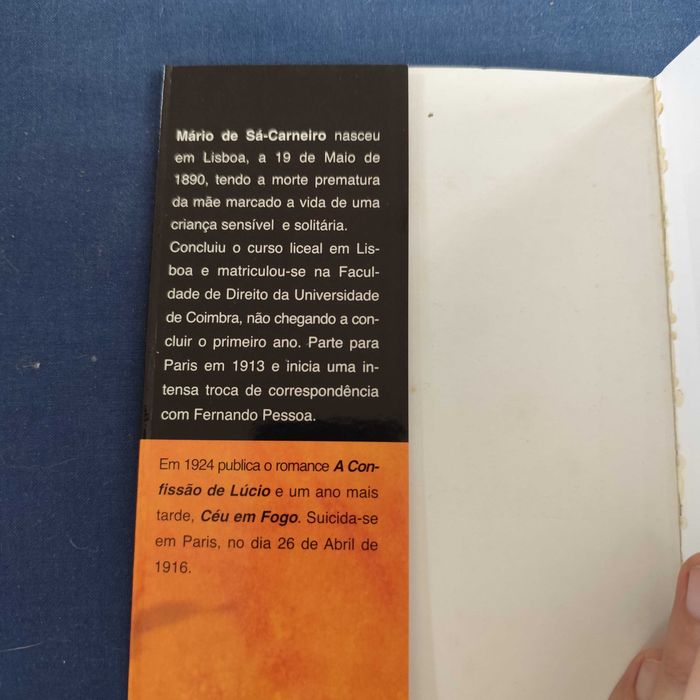 Mário de Sá-Carneiro nasceu
em Lisboa, a 19 de Maio de
1890, tendo a morte prematura
da mãe marcado a vida de uma
criança sensível e solitária.
Concluiu o curso liceal em Lis-
boa e matriculou-se na Facul-
dade de Direito da Universidade
de Coimbra, não chegando a con-
cluir o primeiro ano. Parte para
Paris em 1913 e inicia uma in-
tensa troca de correspondência
com Fernando Pessoa.
Em 1924 publica o romance A Con-
fissão de Lúcio e um ano mais
tarde, Céu em Fogo. Suicida-se
em Paris, no dia 26 de Abril de
1916.